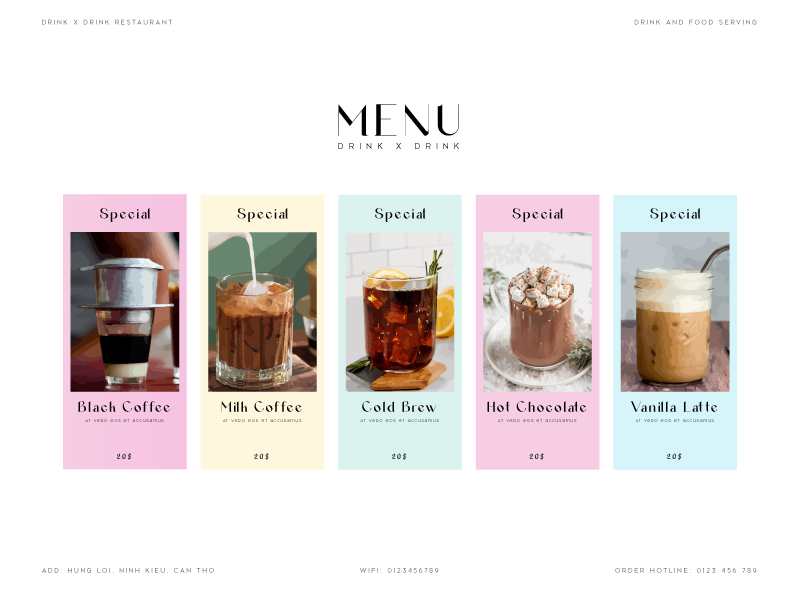 DRINK X DRINK RESTAURANT
DRINK AND FOOD SERVING
MENU
DRINK X DRINK
Special
Black Coffee
At vero eos et accusamus
20$
Special
Milk Coffee
At vero eos et accusamus
20$
Special
Cold Brew
At vero eos et accusamus
20$
Special
Hot Chocolate
At vero eos et accusamus
20$
Special
Vanilla Latte
At vero eos et accusamus
20$
ADD: HUNG LOI, NINH KIEU, CAN THO
WIFI: 0123456789
ORDER HOTLINE: 0123 456 789